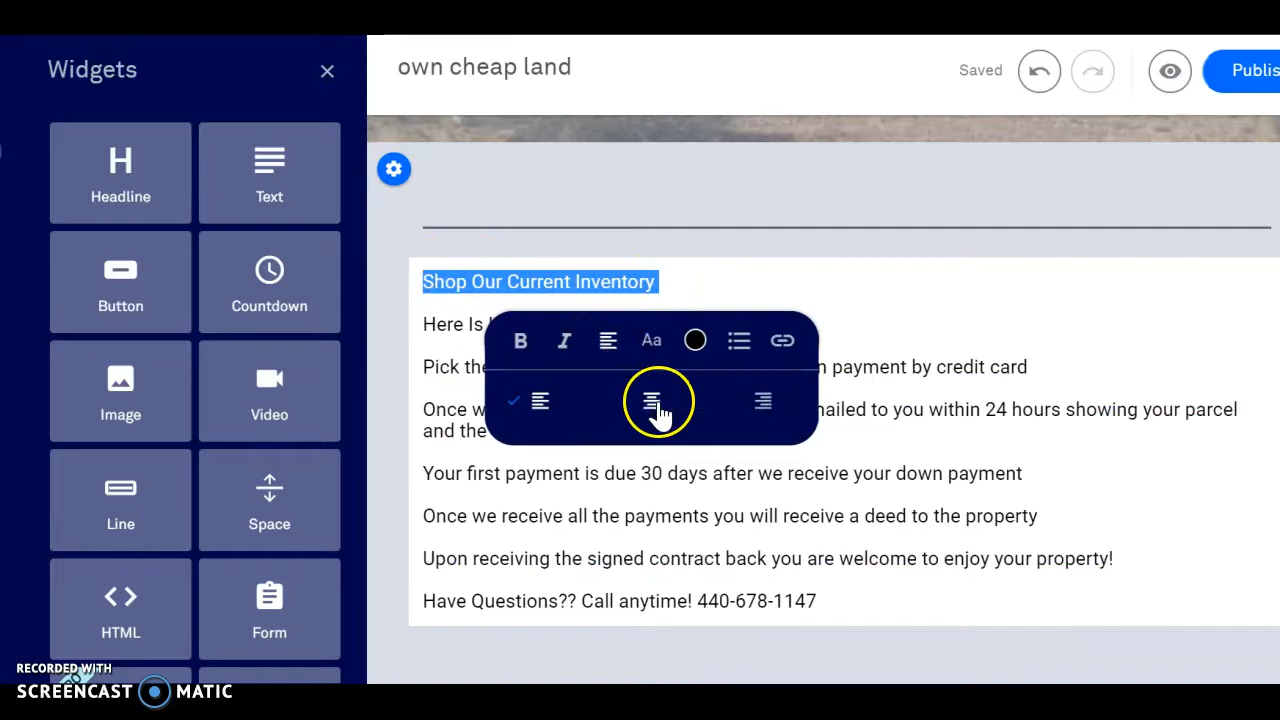 Widgets
own cheap land
Saved
Publis
H
Headline
Text
Button
Countdown
Image
Video
Line
Space
HTML
Form
Shop Our Current Inventory
Here Is
B I Aa
Pick the
n payment by credit card
Once w
mailed to you within 24 hours showing your parcel
and the
Your first payment is due 30 days after we receive your down payment
Once we receive all the payments you will receive a deed to the property
Upon receiving the signed contract back you are welcome to enjoy your property!
Have Questions?? Call anytime! 440-678-1147
RECORDED WITH
SCREENCAST MATIC